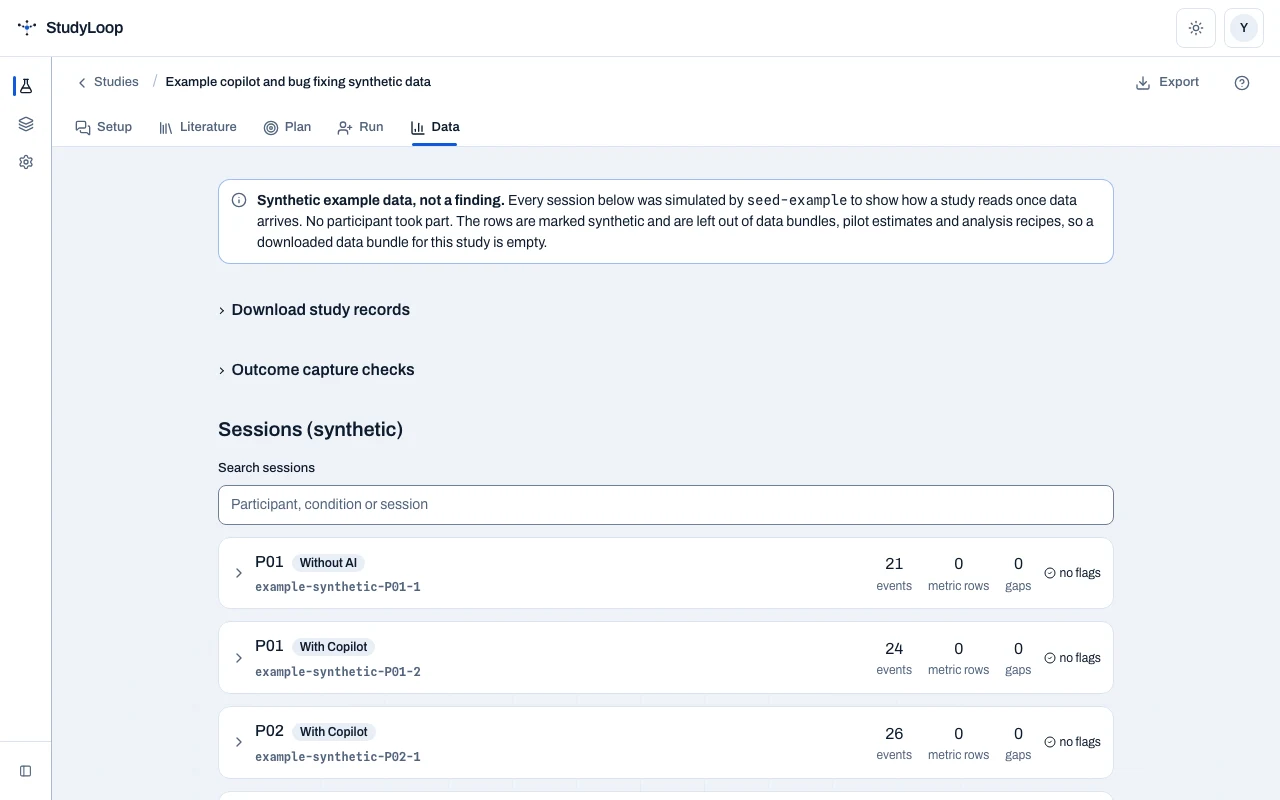 StudyLoop
Y
Studies / Example copilot and bug fixing synthetic data
Export
Setup
Literature
Plan
Run
Data
Synthetic example data, not a finding. Every session below was simulated by seed-example to show how a study reads once data
arrives. No participant took part. The rows are marked synthetic and are left out of data bundles, pilot estimates and analysis recipes, so a
downloaded data bundle for this study is empty.
Download study records
Outcome capture checks
Sessions (synthetic)
Search sessions
Participant, condition or session
P01 Without AI
example-synthetic-P01-1
21 events
0 metric rows
0 gaps
no flags
P01 With Copilot
example-synthetic-P01-2
24 events
0 metric rows
0 gaps
no flags
P02 With Copilot
example-synthetic-P02-1
26 events
0 metric rows
0 gaps
no flags